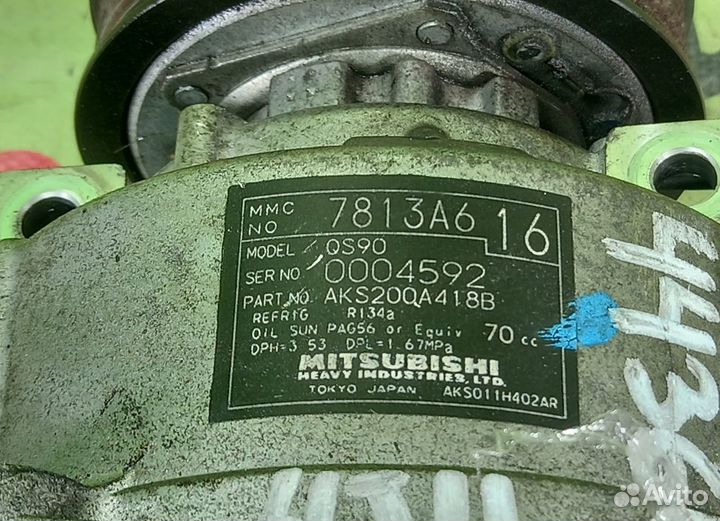 MMC NO 7813A6 16
MODEL QS90
SER NO 0004592
PART NO. AKS200A418B
REFRIG R134a
OIL SUN PAG56 or Equiv 70 cc
DPH=3 53 DPL=1.67MPa
MITSUBISHI
HEAVY INDUSTRIES, LTD.
TOKYO JAPAN AKS011H402AR
Avito